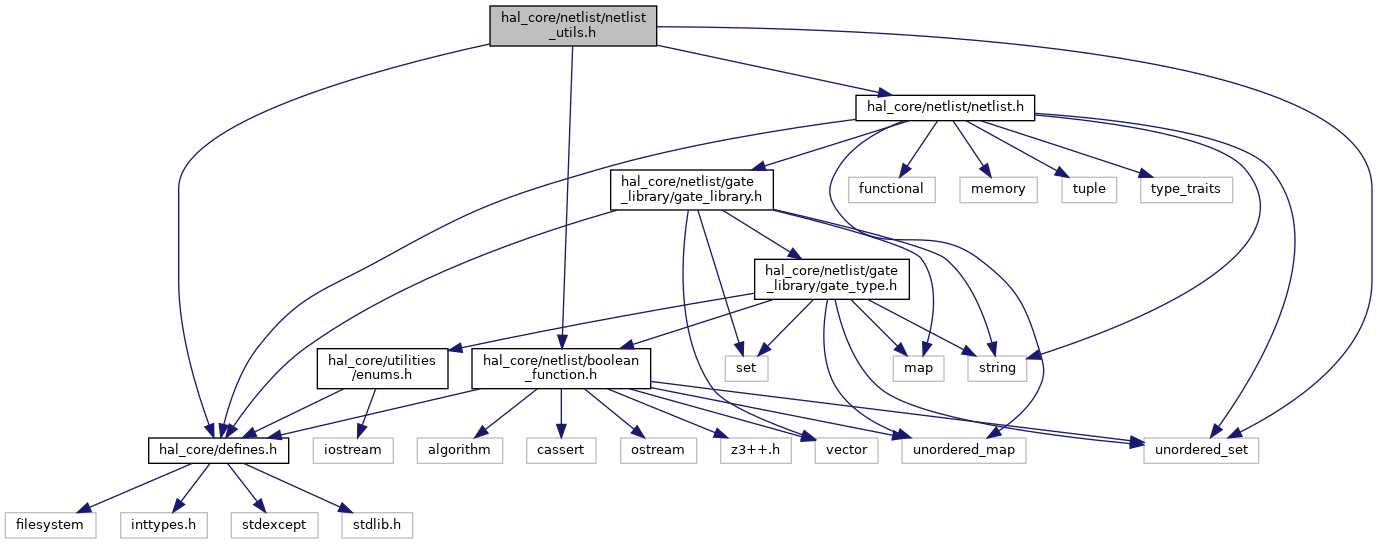 hal_core/netlist/netlist
_utils.h
hal_core/netlist/netlist.h
hal_core/netlist/gate
_library/gate_library.h
functional
memory
tuple
type_traits
hal_core/netlist/gate
_library/gate_type.h
hal_core/utilities
/enums.h
hal_core/netlist/boolean
_function.h
set
map
string
hal_core/defines.h
iostream
algorithm
cassert
ostream
z3++.h
vector
unordered_map
unordered_set
filesystem
inttypes.h
stdexcept
stdlib.h